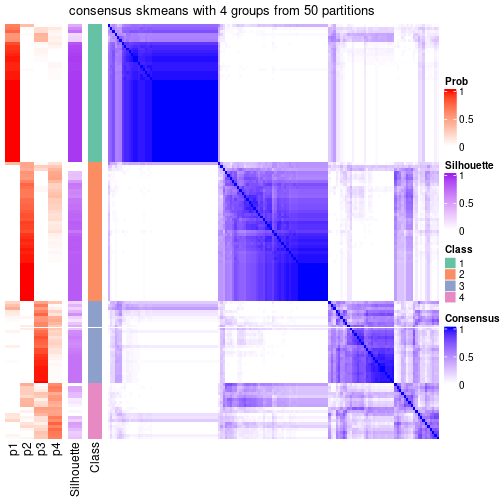 consensus skmeans with 4 groups from 50 partitions
Prob
1
0.5
0
Silhouette
1
0.5
0
Class
1
2
3
4
Consensus
1
0.5
0
p1
p2
p3
p4
Silhouette
Class